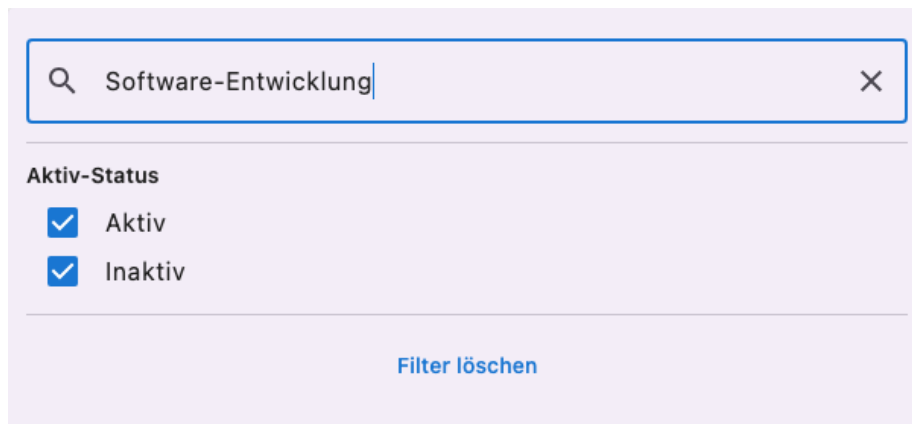 Software-Entwicklung
Aktiv-Status
Aktiv
Inaktiv
Filter löschen